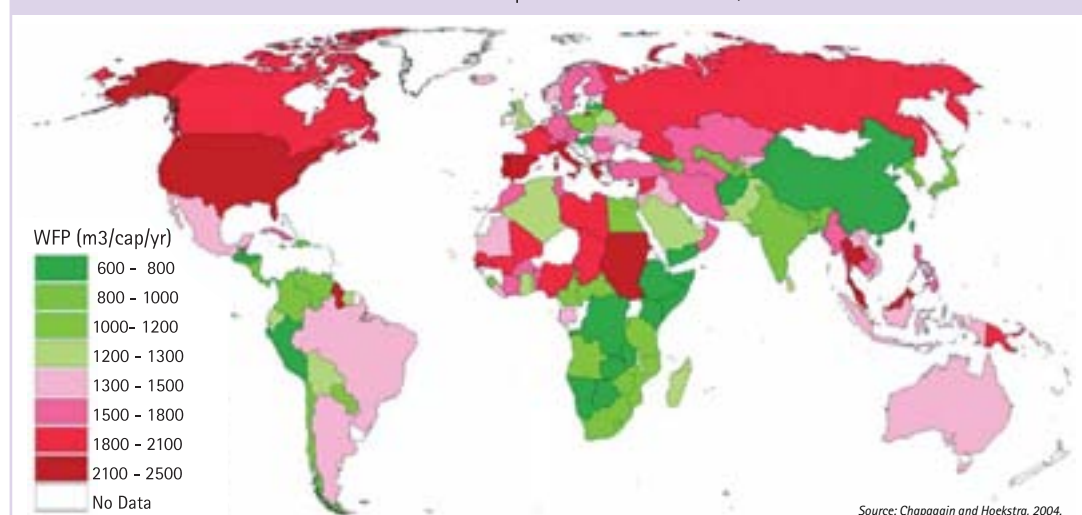 WFP (m3/cap/yr)
600 - 800
800 - 1000
1000- 1200
1200 - 1300
1300 - 1500
1500 - 1800
1800 - 2100
2100 - 2500
No Data
Source: Chapagain and Hoekstra, 2004.